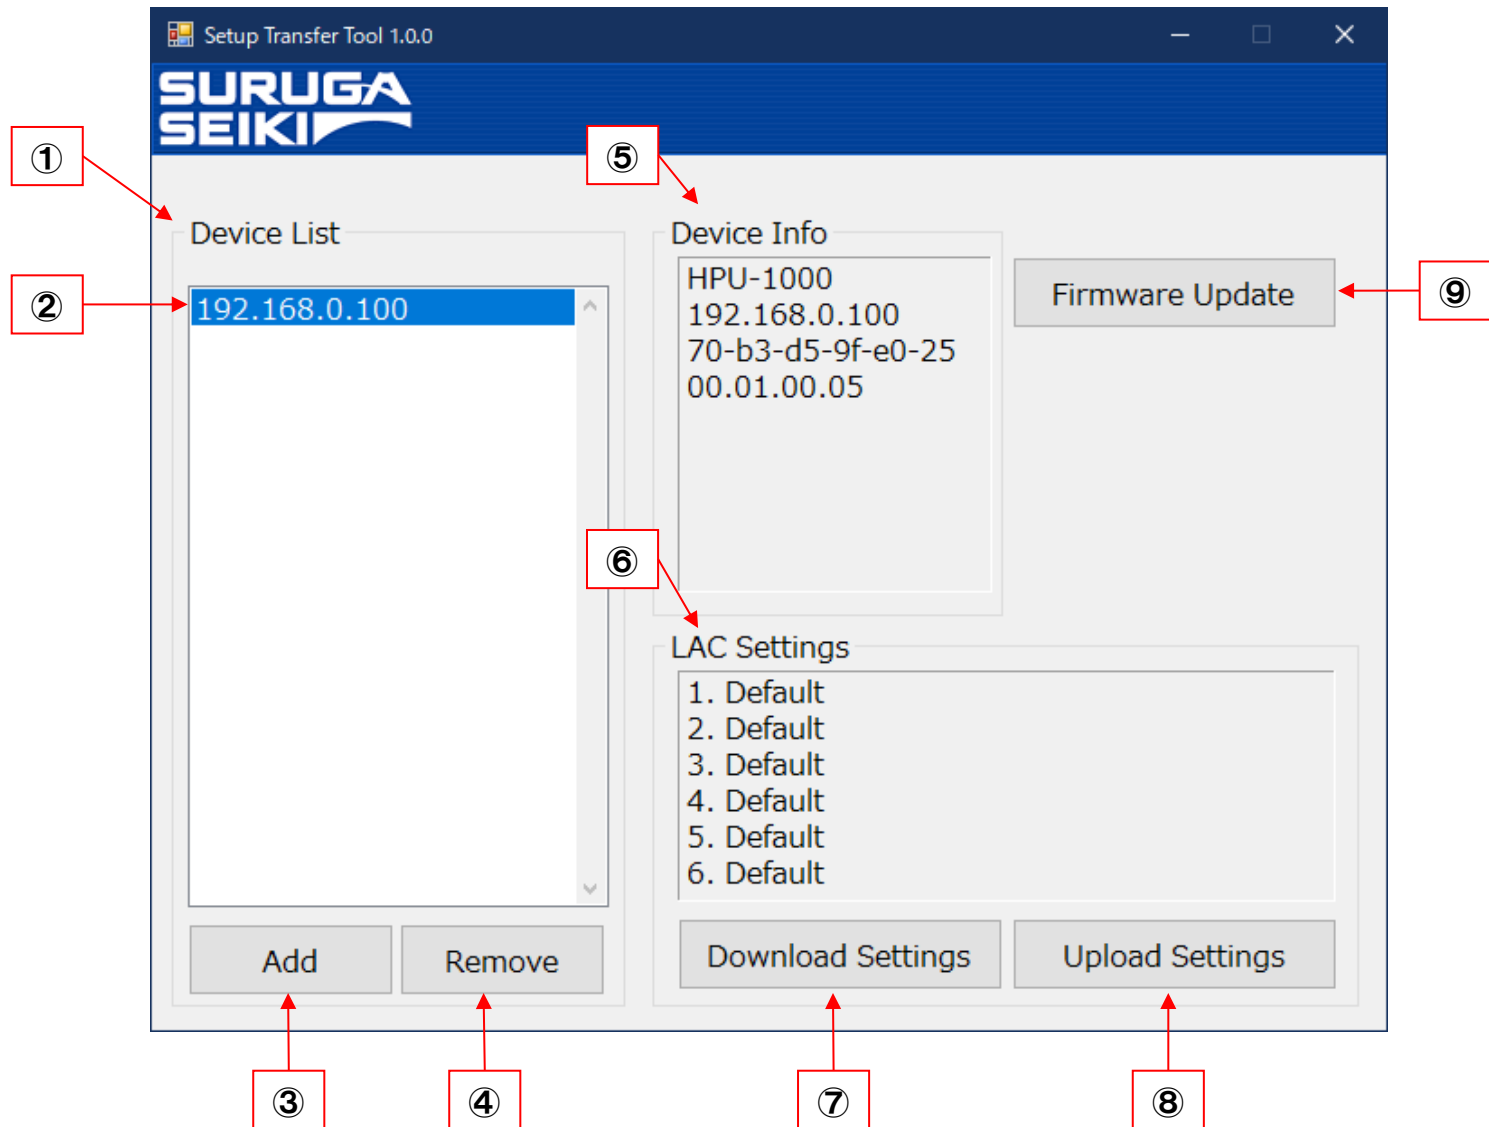 Setup Transfer Tool 1.0.0
SURUGA
SEIKI
①
⑤
Device List
Device Info
②
192.168.0.100
HPU-1000
192.168.0.100
70-b3-d5-9f-e0-25
00.01.00.05
Firmware Update
⑨
⑥
LAC Settings
1. Default
2. Default
3. Default
4. Default
5. Default
6. Default
Add
Remove
Download Settings
Upload Settings
③
④
⑦
⑧